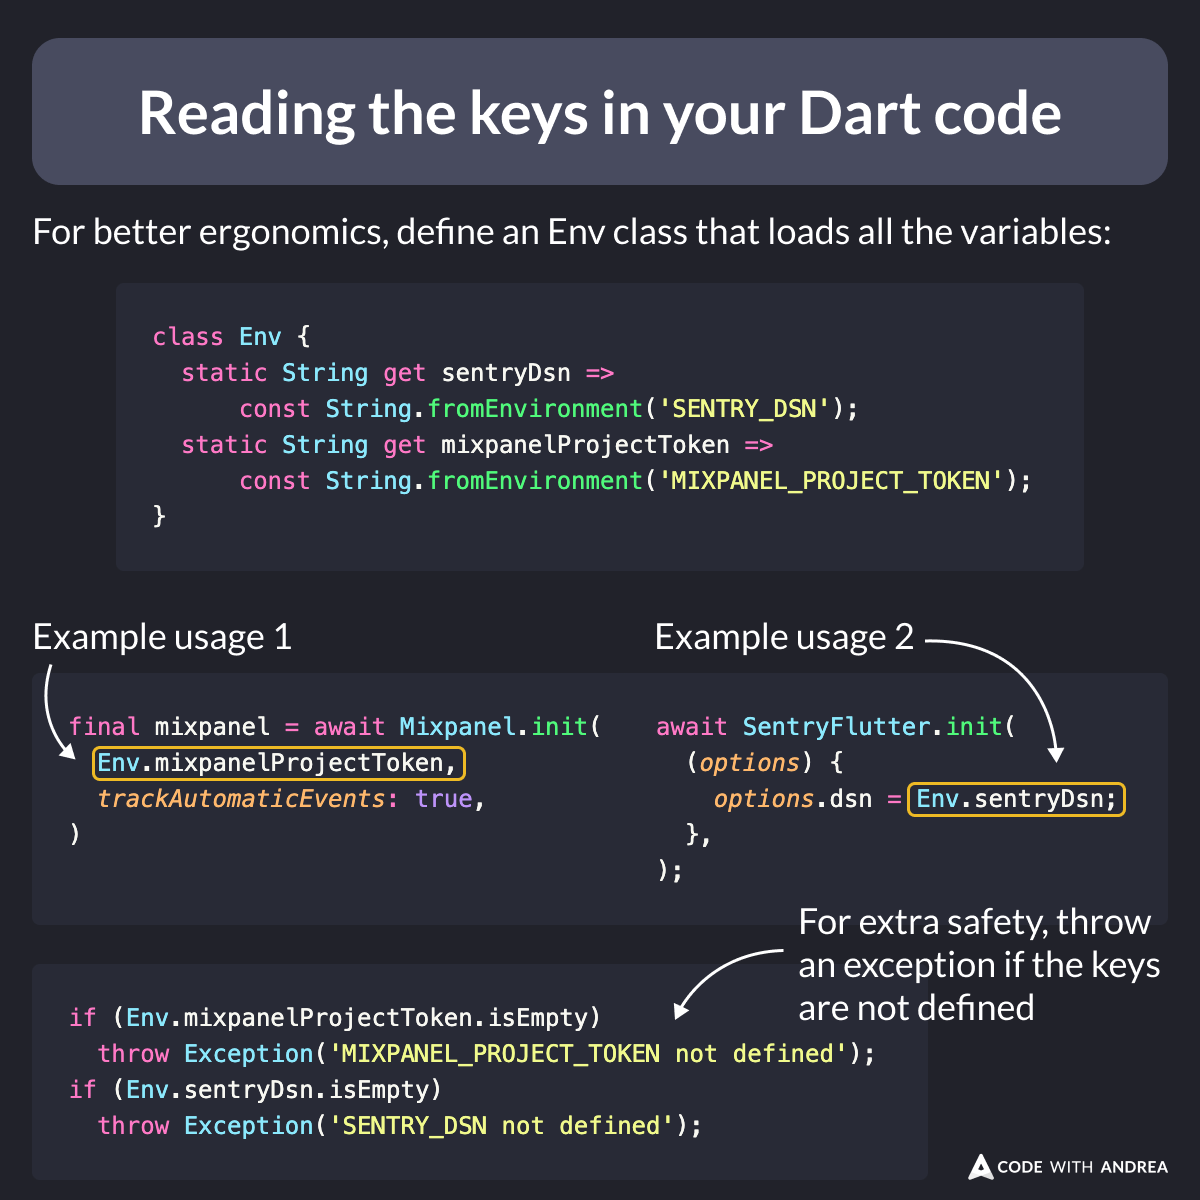 Reading the keys in your Dart code
For better ergonomics, define an Env class that loads all the variables:
class Env {
  static String get sentryDsn =>
      const String.fromEnvironment('SENTRY_DSN');
  static String get mixpanelProjectToken =>
      const String.fromEnvironment('MIXPANEL_PROJECT_TOKEN');
}
Example usage 1
final mixpanel = await Mixpanel.init(
  Env.mixpanelProjectToken,
  trackAutomaticEvents: true,
)
Example usage 2
await SentryFlutter.init(
  (options) {
    options.dsn = Env.sentryDsn;
  },
);
For extra safety, throw
an exception if the keys
are not defined
if (Env.mixpanelProjectToken.isEmpty)
  throw Exception('MIXPANEL_PROJECT_TOKEN not defined');
if (Env.sentryDsn.isEmpty)
  throw Exception('SENTRY_DSN not defined');
CODE WITH ANDREA